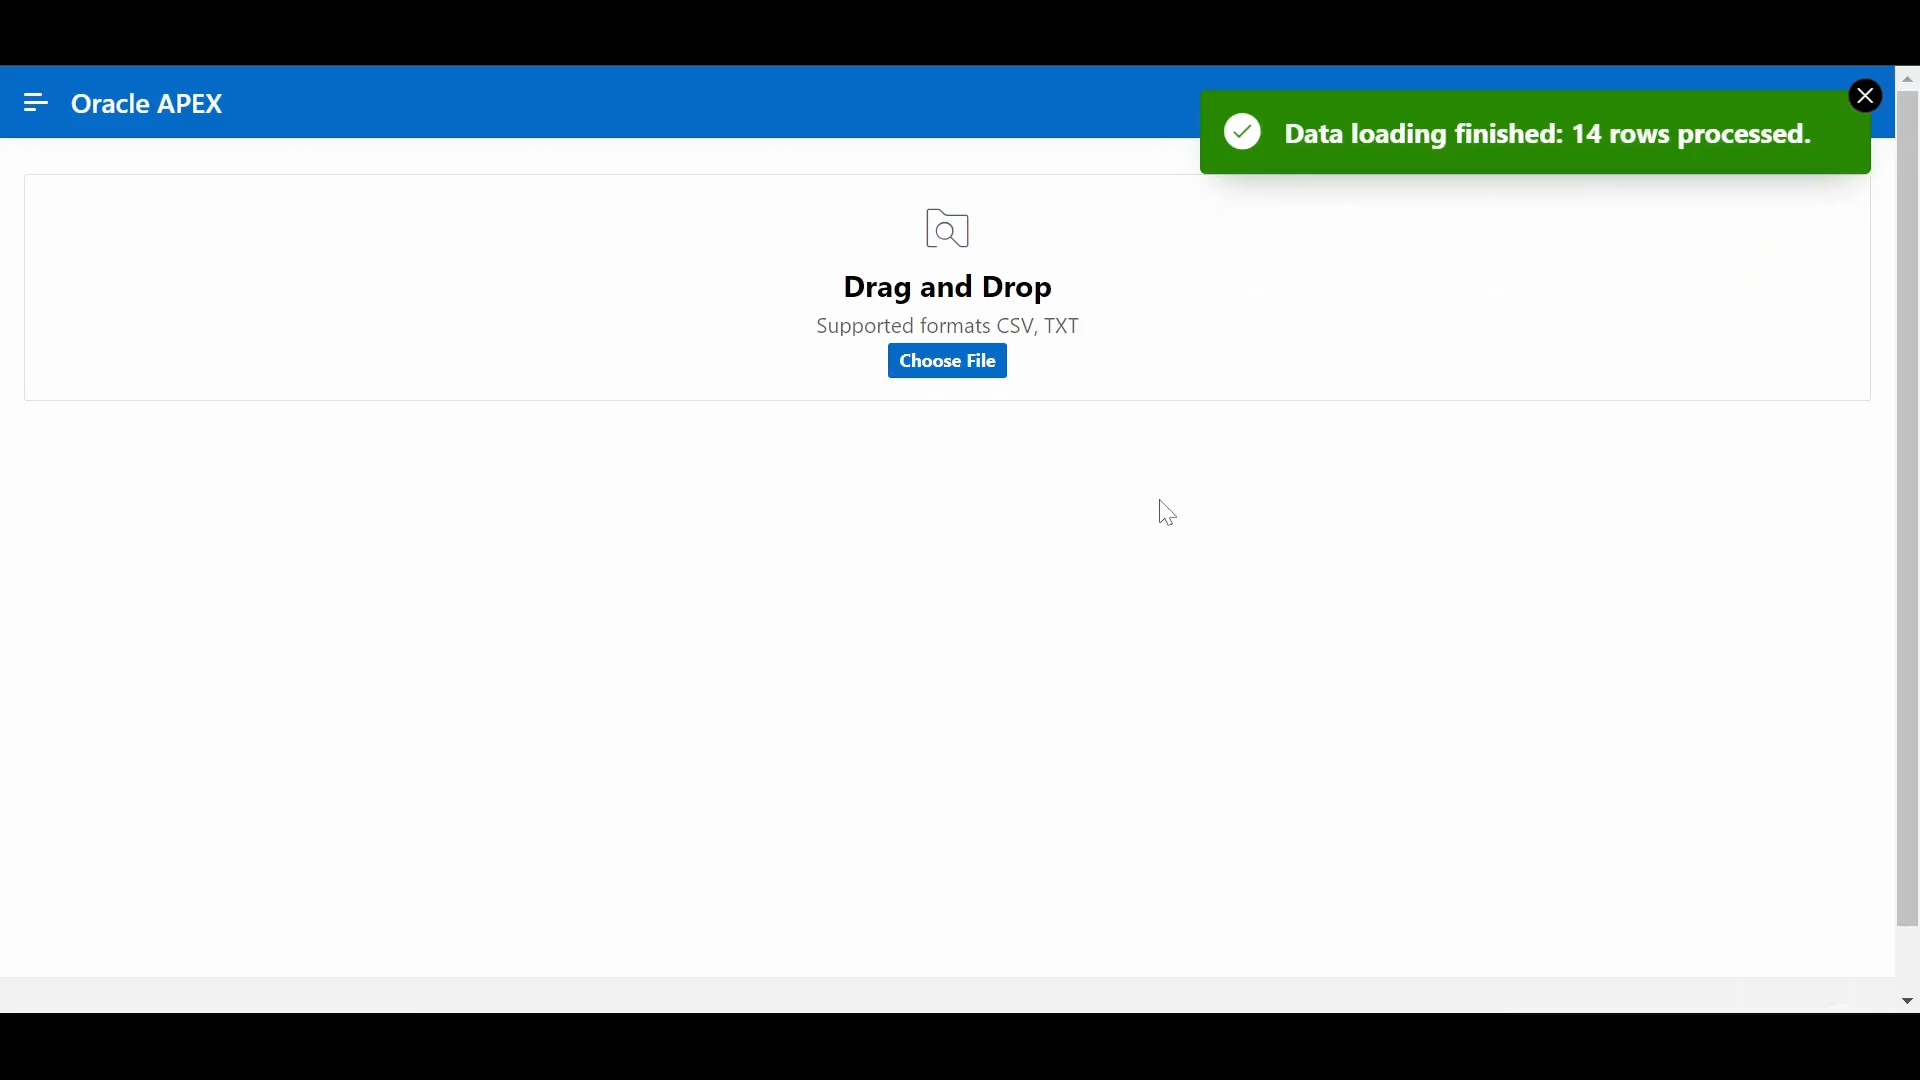 Oracle APEX
Data loading finished: 14 rows processed.
Drag and Drop
Supported formats CSV, TXT
Choose File